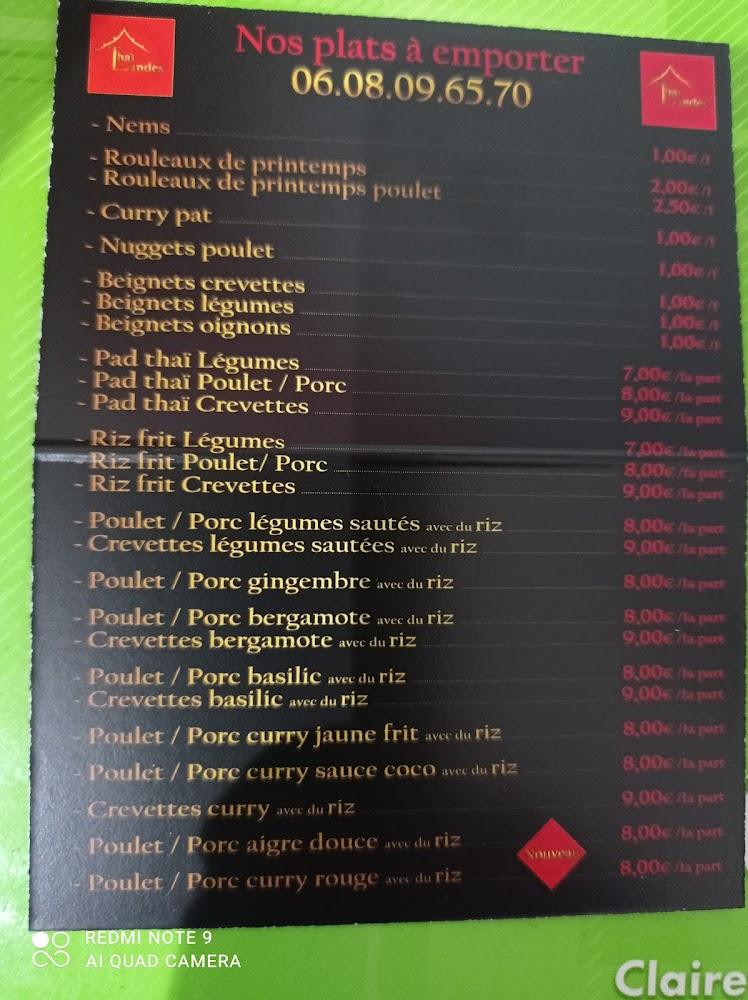 Thaï
Landes
Nos plats à emporter
06.08.09.65.70
Thaï
Landes
- Nems 1,00€ /1
- Rouleaux de printemps 2,00€ /1
- Rouleaux de printemps poulet 2,50€ /1
- Curry pat 1,00€ /1
- Nuggets poulet 1,00€ /1
- Beignets crevettes 1,00€ /1
- Beignets légumes 1,00€ /1
- Beignets oignons 1,00€ /1
- Pad thaï Légumes 7,00€ /la part
- Pad thaï Poulet / Porc 8,00€ /la part
- Pad thaï Crevettes 9,00€ /la part
- Riz frit Légumes 7,00€ /la part
- Riz frit Poulet/ Porc 8,00€ /la part
- Riz frit Crevettes 9,00€ /la part
- Poulet / Porc légumes sautés avec du riz 8,00€ /la part
- Crevettes légumes sautées avec du riz 9,00€ /la part
- Poulet / Porc gingembre avec du riz 8,00€ /la part
- Poulet / Porc bergamote avec du riz 8,00€ /la part
- Crevettes bergamote avec du riz 9,00€ /la part
- Poulet / Porc basilic avec du riz 8,00€ /la part
- Crevettes basilic avec du riz 9,00€ /la part
- Poulet / Porc curry jaune frit avec du riz 8,00€ /la part
- Poulet / Porc curry sauce coco avec du riz 8,00€ /la part
- Crevettes curry avec du riz 9,00€ /la part
- Poulet / Porc aigre douce avec du riz 8,00€ /la part
- Poulet / Porc curry rouge avec du riz 8,00€ /la part
Nouveau
REDMI NOTE 9
AI QUAD CAMERA
Claire